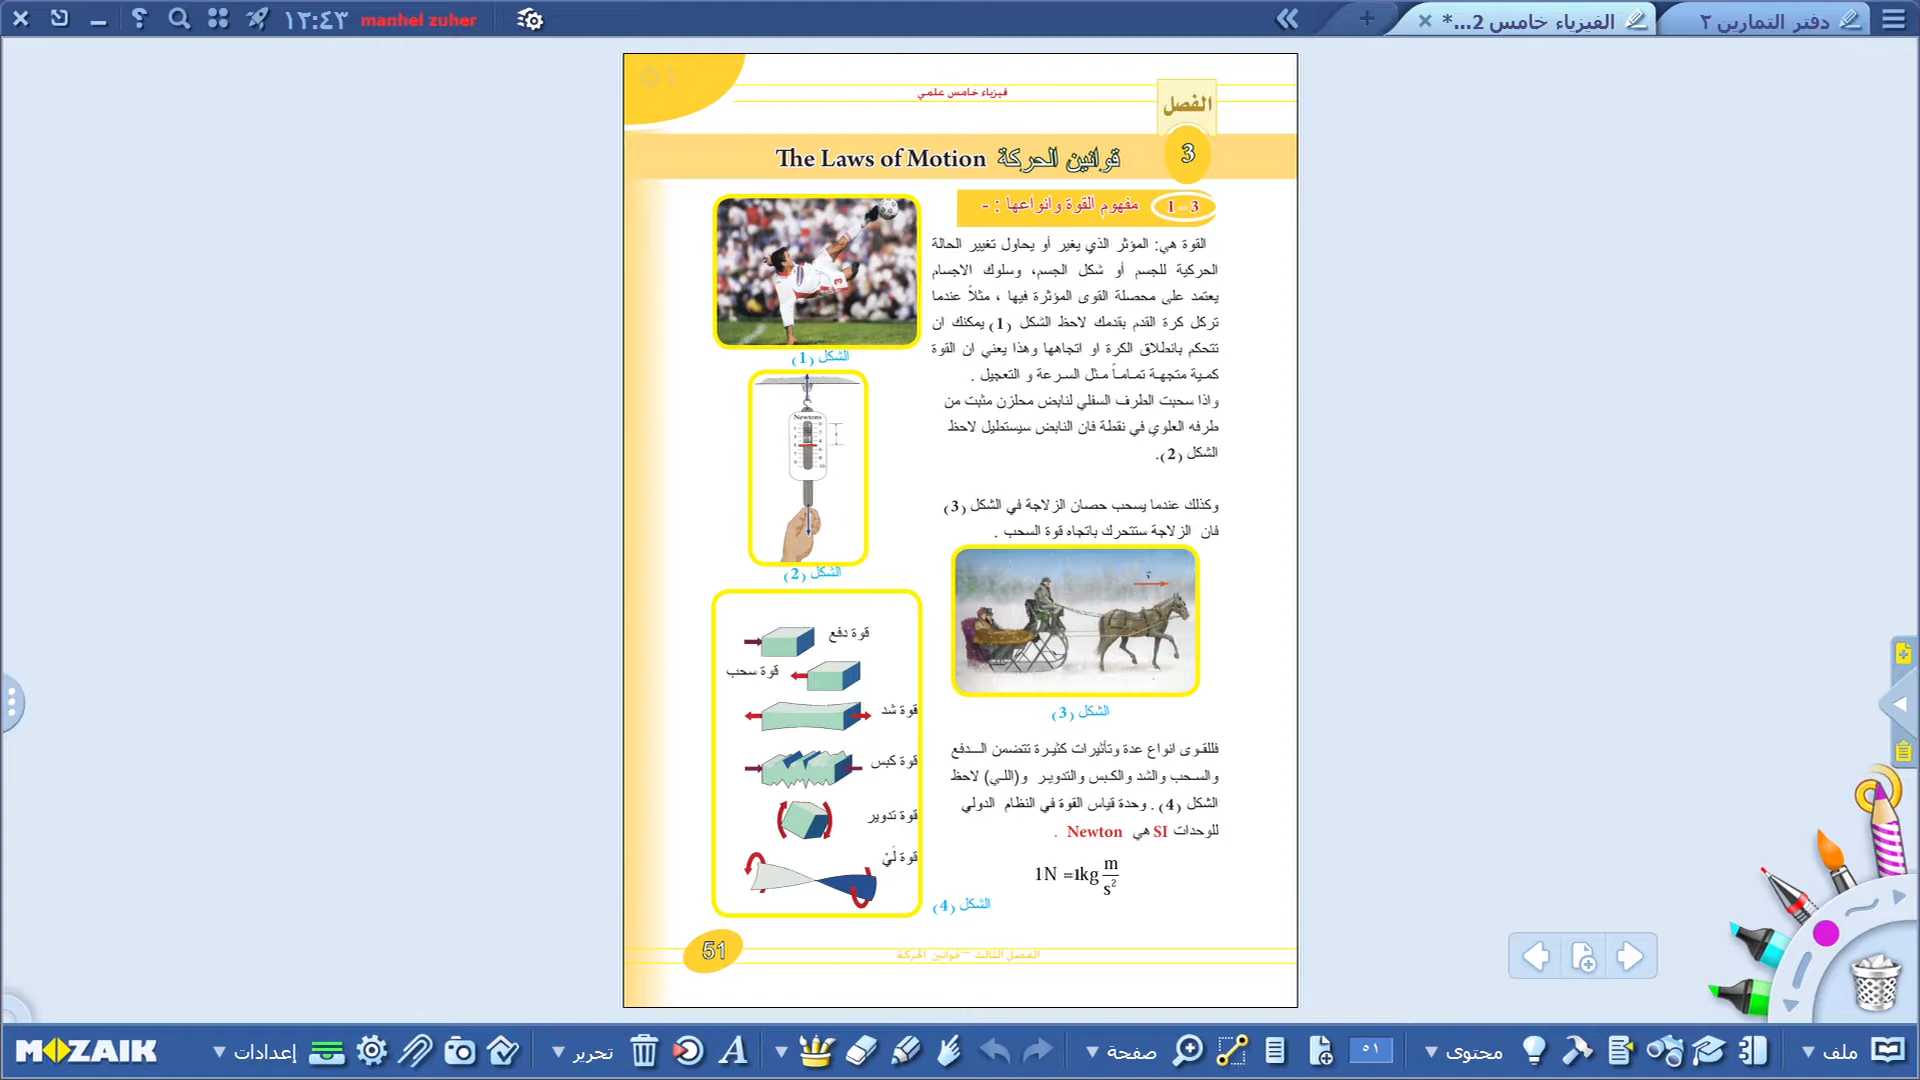 دفتر التمارين ٢
الفيزياء خامس 2...*
manhel zuher
١٢:٤٣
٥١
فيزياء خامس علمي
الفصل
3
قوانين الحركة The Laws of Motion
3 - 1 مفهوم القوة وانواعها : -
القوة هي: المؤثر الذي يغير أو يحاول تغيير الحالة
الحركية للجسم أو شكل الجسم، وسلوك الاجسام
يعتمد على محصلة القوى المؤثرة فيها ، مثلاً عندما
تركل كرة القدم بقدمك لاحظ الشكل (1) يمكنك ان
تتحكم بانطلاق الكرة او اتجاهها وهذا يعني ان القوة
كمية متجهة تماماً مثل السرعة و التعجيل .
واذا سحبت الطرف السفلي لنابض محلزن مثبت من
طرفه العلوي في نقطة فان النابض سيستطيل لاحظ
الشكل (2).
وكذلك عندما يسحب حصان الزلاجة في الشكل (3)
فان الزلاجة ستتحرك باتجاه قوة السحب .
الشكل (3)
فللقوى انواع عدة وتأثيرات كثيرة تتضمن الدفع
والسحب والشد والكبس والتدوير و(اللي) لاحظ
الشكل (4) . وحدة قياس القوة في النظام الدولي
للوحدات SI هي Newton .
1N =1kg m/s²
الشكل (1)
Newtons
الشكل (2)
قوة دفع
قوة سحب
قوة شد
قوة كبس
قوة تدوير
قوة لَيّ
الشكل (4)
51
الفصل الثالث – قوانين الحركة
ملف
محتوى
٥١
صفحة
تحرير
إعدادات
MOZAIK